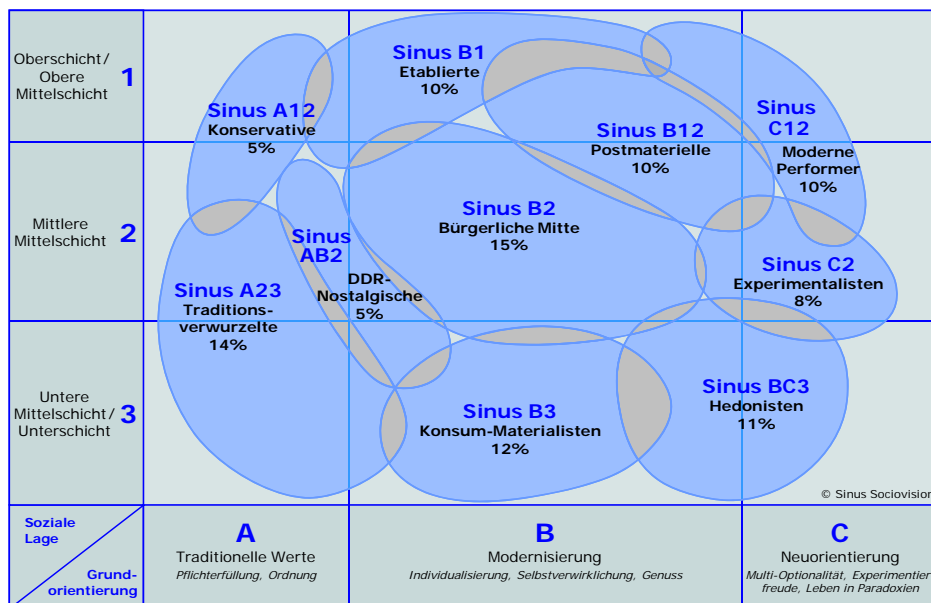 Oberschicht/
Obere
Mittelschicht
1
Mittlere
Mittelschicht
2
Untere
Mittelschicht/
Unterschicht
3
Sinus B1
Etablierte
10%
Sinus A12
Konservative
5%
Sinus B12
Postmaterielle
10%
Sinus
C12
Moderne
Performer
10%
Sinus B2
Bürgerliche Mitte
15%
Sinus
AB2
DDR-
Nostalgische
5%
Sinus A23
Traditions-
verwurzelte
14%
Sinus C2
Experimentalisten
8%
Sinus B3
Konsum-Materialisten
12%
Sinus BC3
Hedonisten
11%
© Sinus Sociovision
Soziale
Lage
Grund-
orientierung
A
Traditionelle Werte
Pflichterfüllung, Ordnung
B
Modernisierung
Individualisierung, Selbstverwirklichung, Genuss
C
Neuorientierung
Multi-Optionalität, Experimentier
freude, Leben in Paradoxien